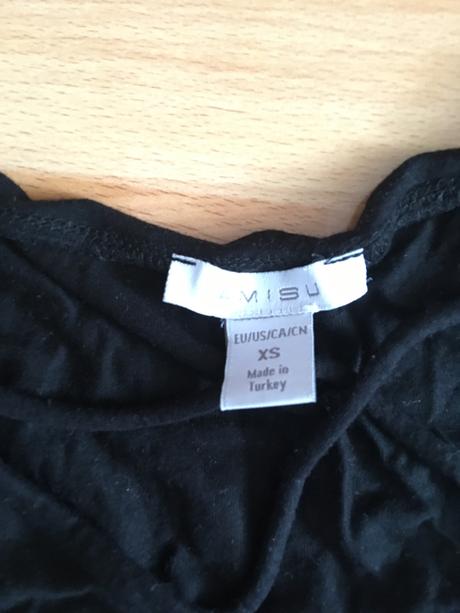 AMISU
EU/US/CA/CN
XS
Made in
Turkey